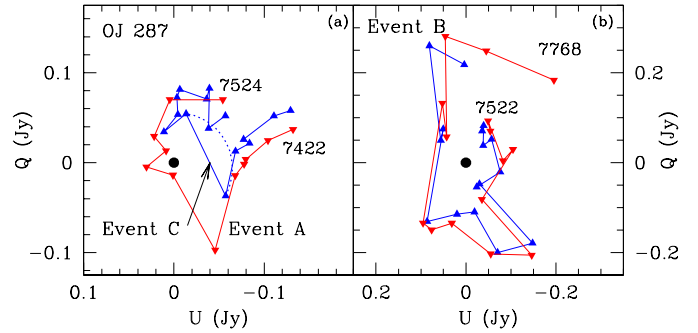 OJ 287
(a)
Event B
(b)
0.1
7524
7768
0.2
7522
7422
Q (Jy)
0
Q (Jy)
0
Event C
Event A
−0.1
−0.2
0.1
0
−0.1
0.2
0
−0.2
U (Jy)
U (Jy)